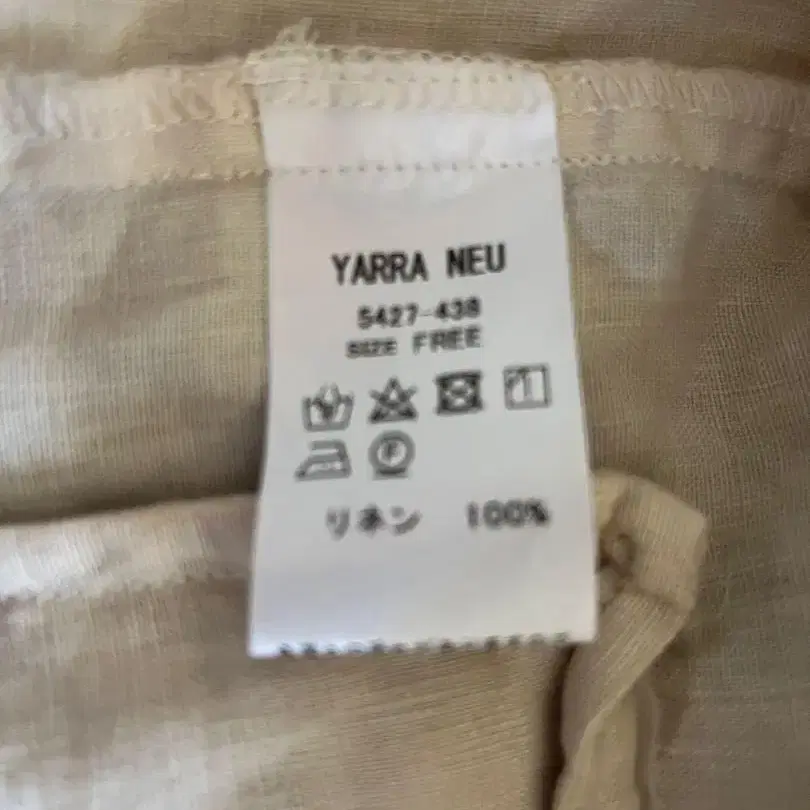 YARRA NEU
5427-438
SIZE FREE
リネン 100%